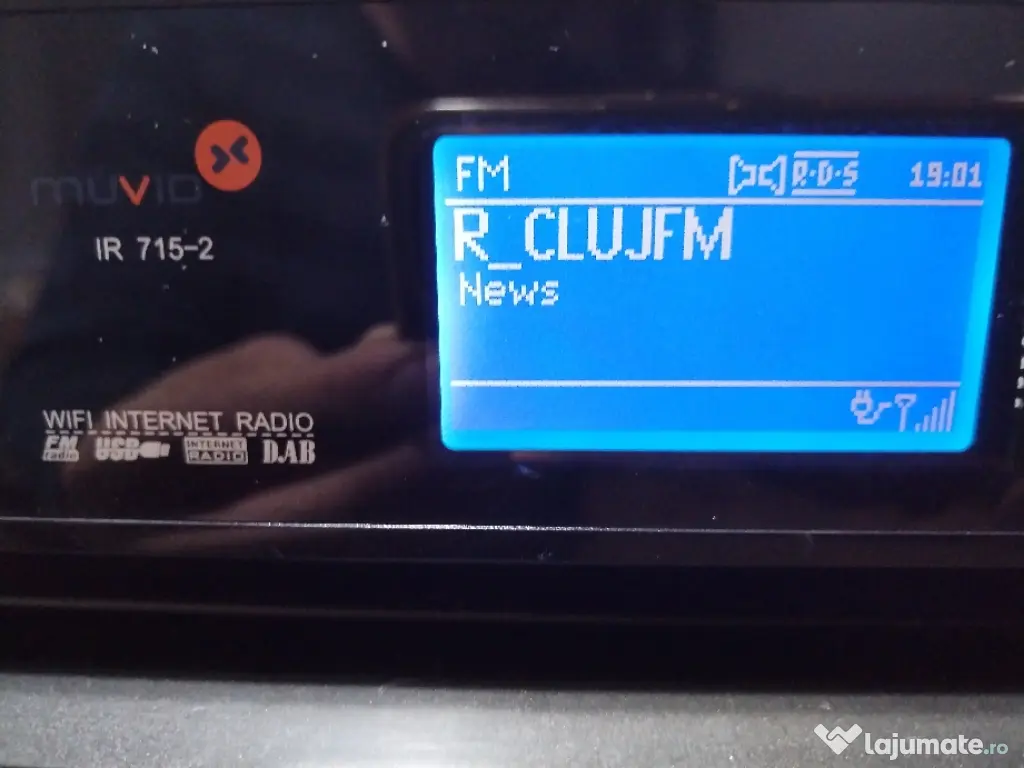 muvid
IR 715-2
WIFI INTERNET RADIO
FM radio USB INTERNET RADIO DAB
FM R·D·S 19:01
R_CLUJFM
News
lajumate.ro